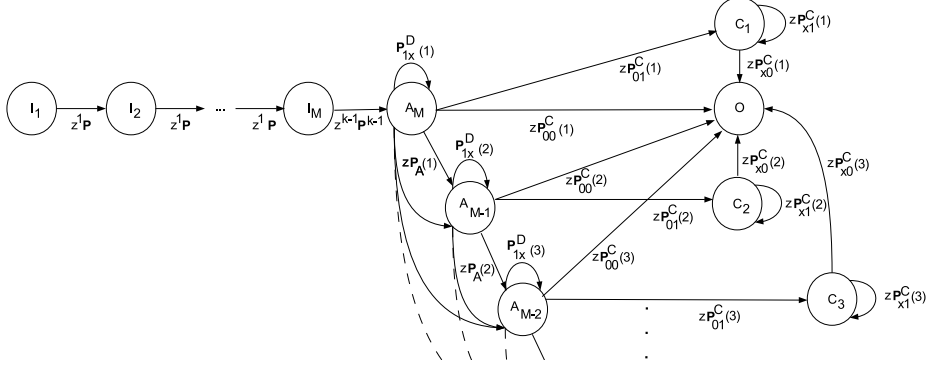 C1
zP^C_x1(1)
P^D_1x(1)
zP^C_01(1)
zP^C_x0(1)
I1
I2
...
IM
AM
O
z^1P
z^1P
z^1P
z^k-1P^k-1
zP^C_00(1)
zP_A(1)
P^D_1x(2)
zP^C_00(2)
zP^C_x0(2)
zP^C_x0(3)
A M-1
C2
zP^C_x1(2)
zP^C_01(2)
P^D_1x(3)
zP^C_00(3)
zP_A(2)
A M-2
C3
zP^C_x1(3)
zP^C_01(3)